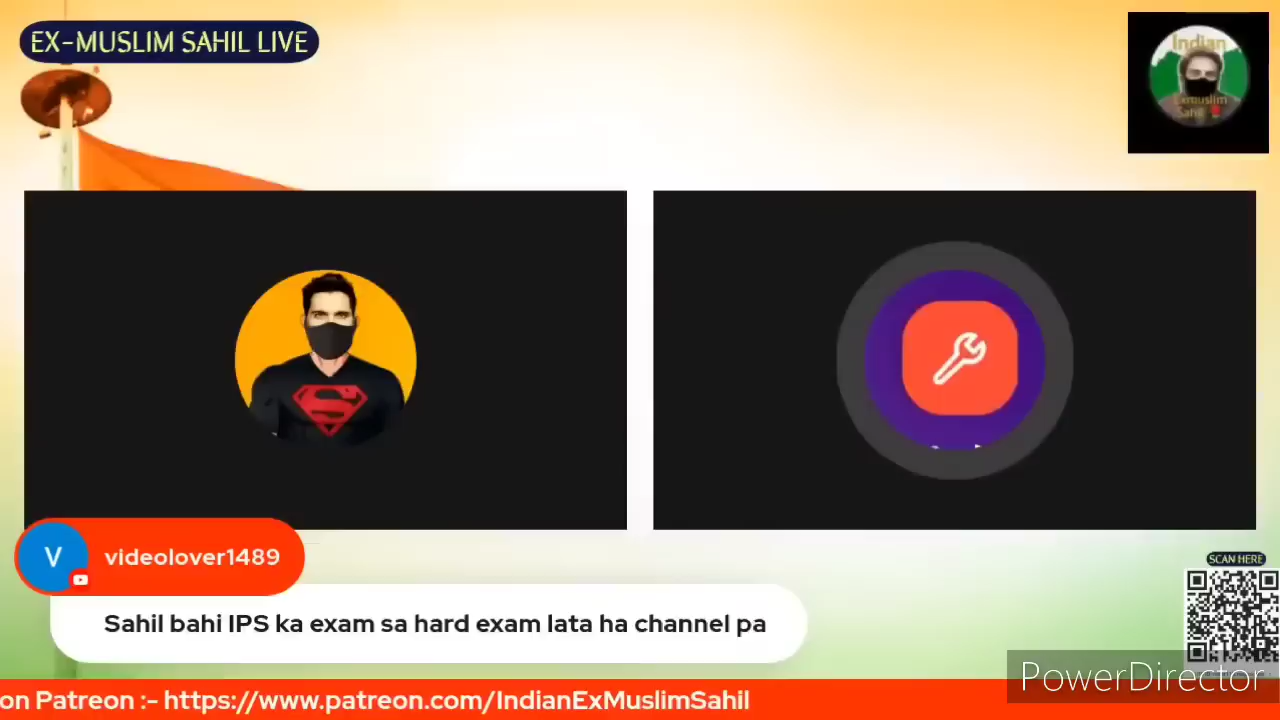 EX-MUSLIM SAHIL LIVE
Indian
Exmuslim
Sahil
V
videolover1489
Sahil bahi IPS ka exam sa hard exam lata ha channel pa
SCAN HERE
on Patreon :- https://www.patreon.com/IndianExMuslimSahil
PowerDirector